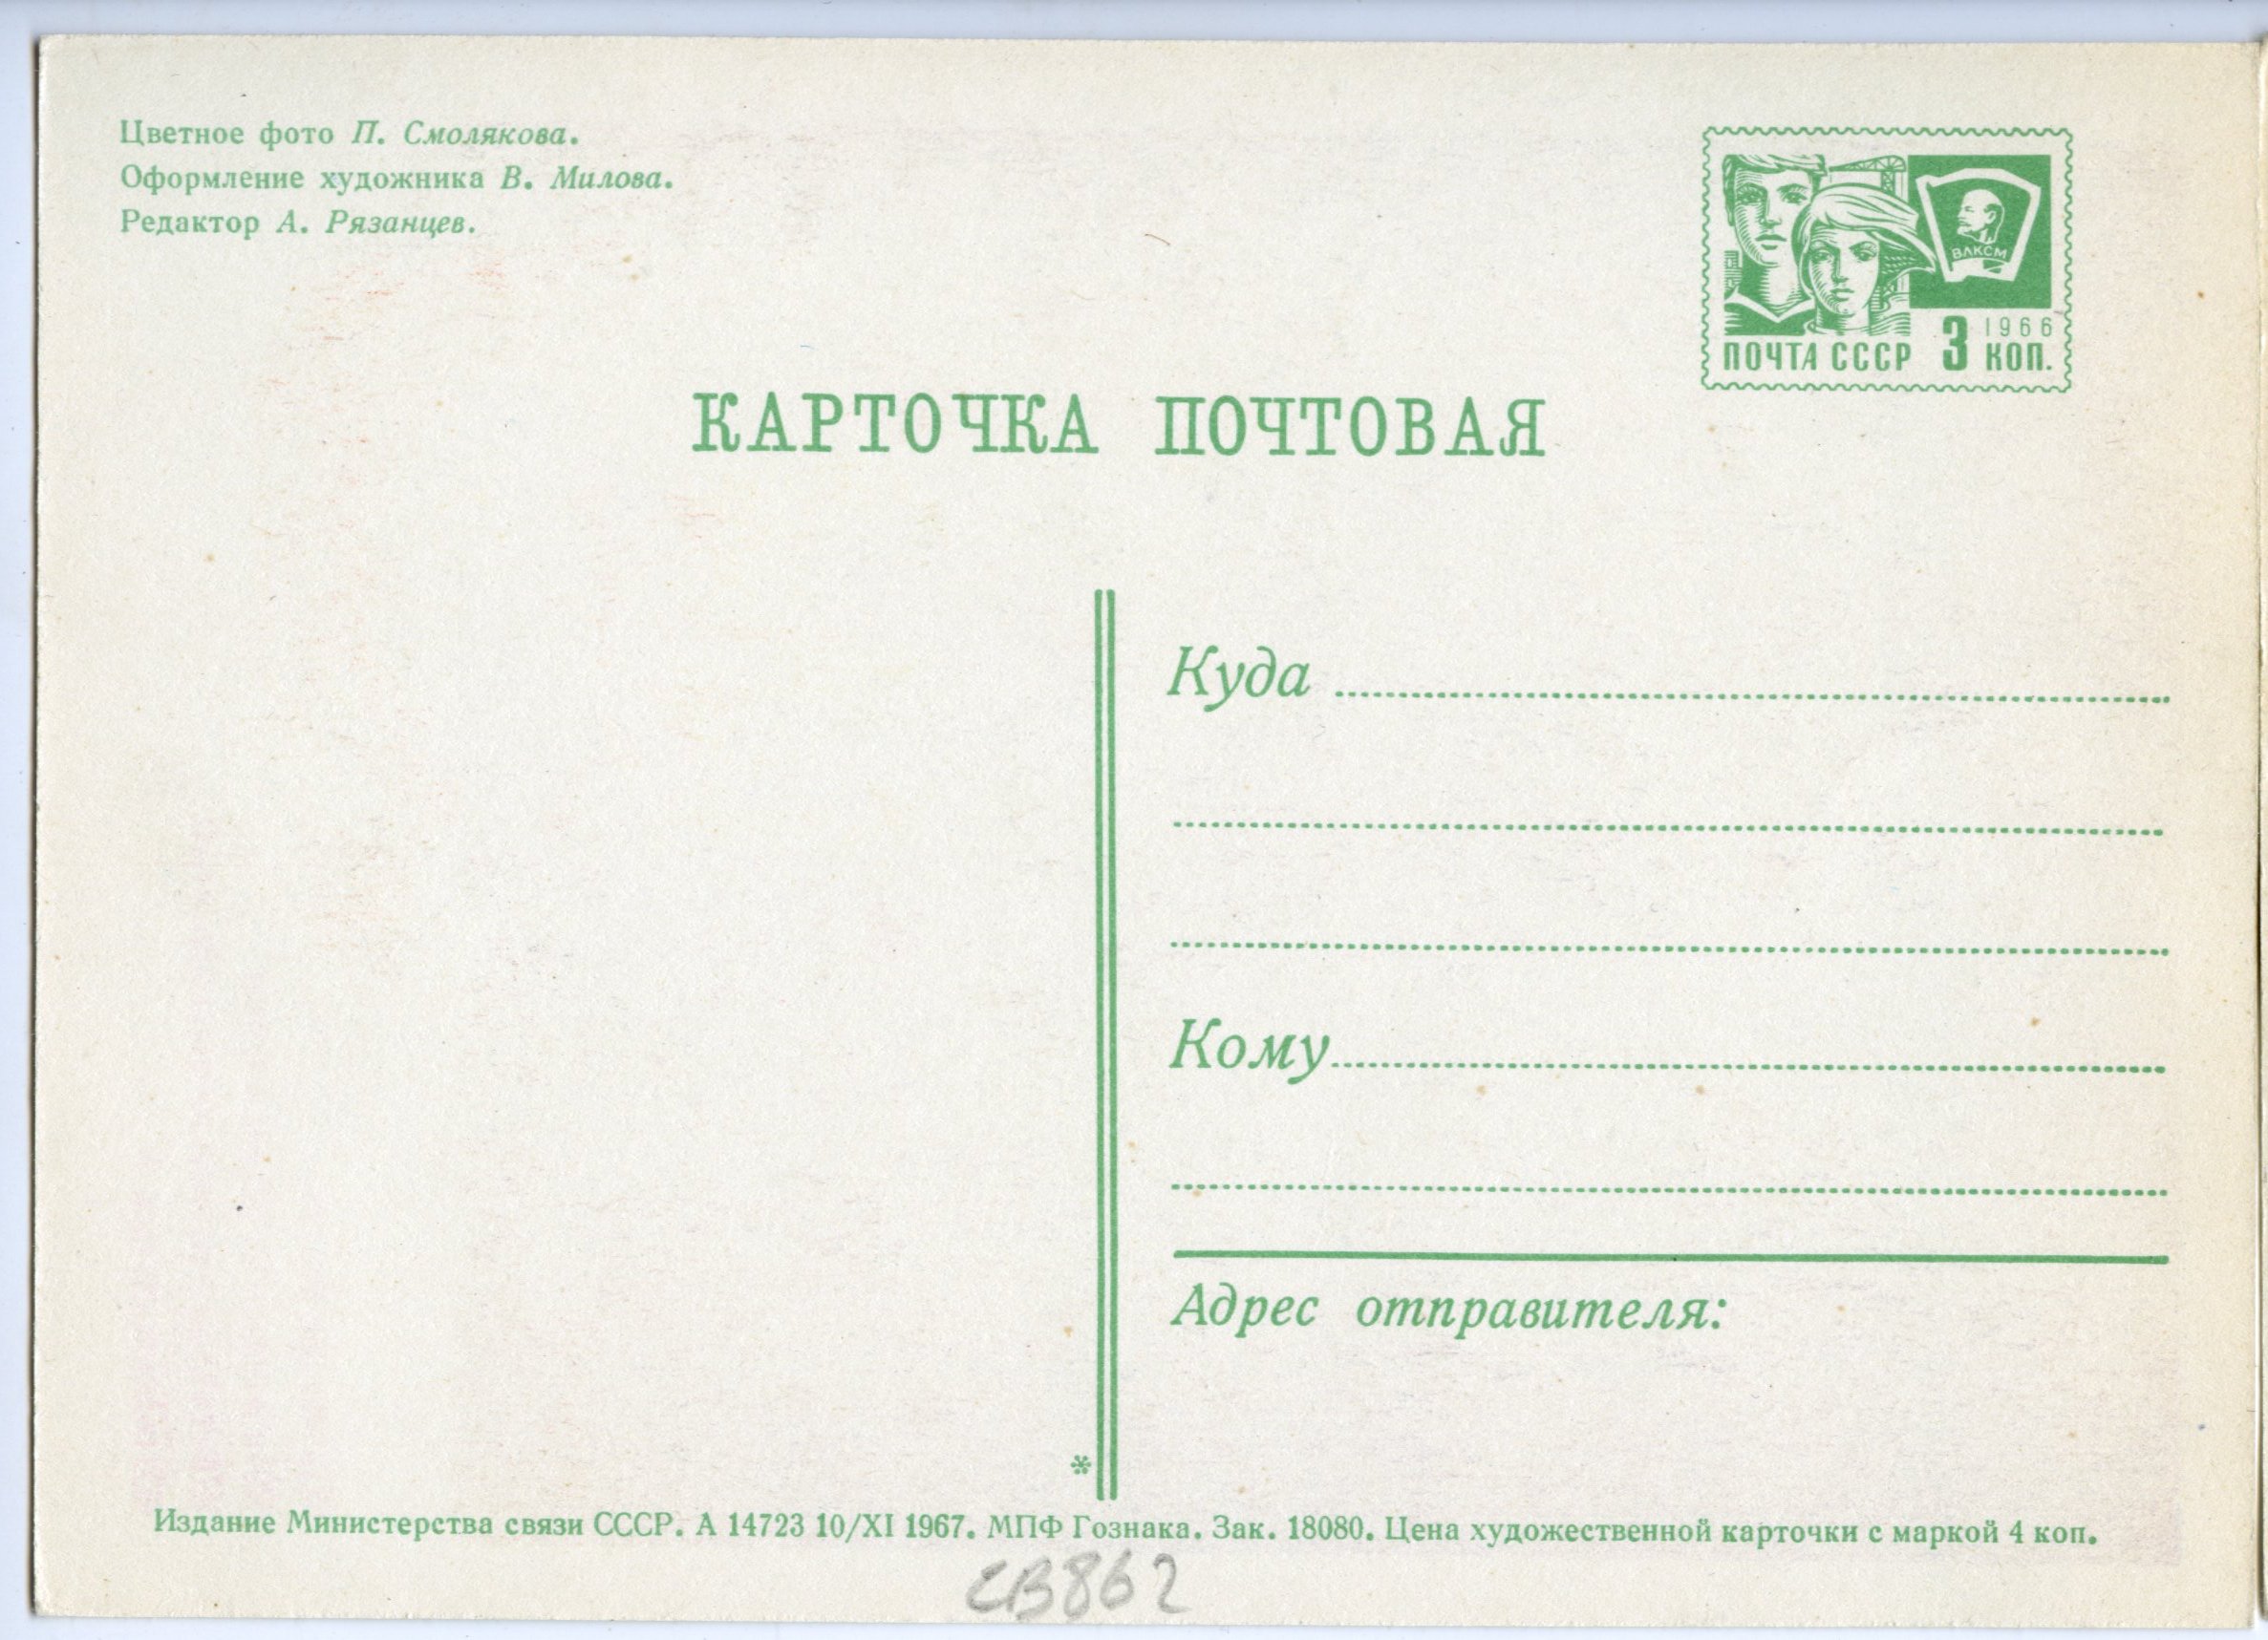 Цветное фото П. Смолякова.
Оформление художника В. Милова.
Редактор А. Рязанцев.
ВЛКСМ
1966
ПОЧТА СССР 3 КОП.
КАРТОЧКА ПОЧТОВАЯ
Куда
Кому
Адрес отправителя:
*
Издание Министерства связи СССР. А 14723 10/XI 1967. МПФ Гознака. Зак. 18080. Цена художественной карточки с маркой 4 коп.
СВ862